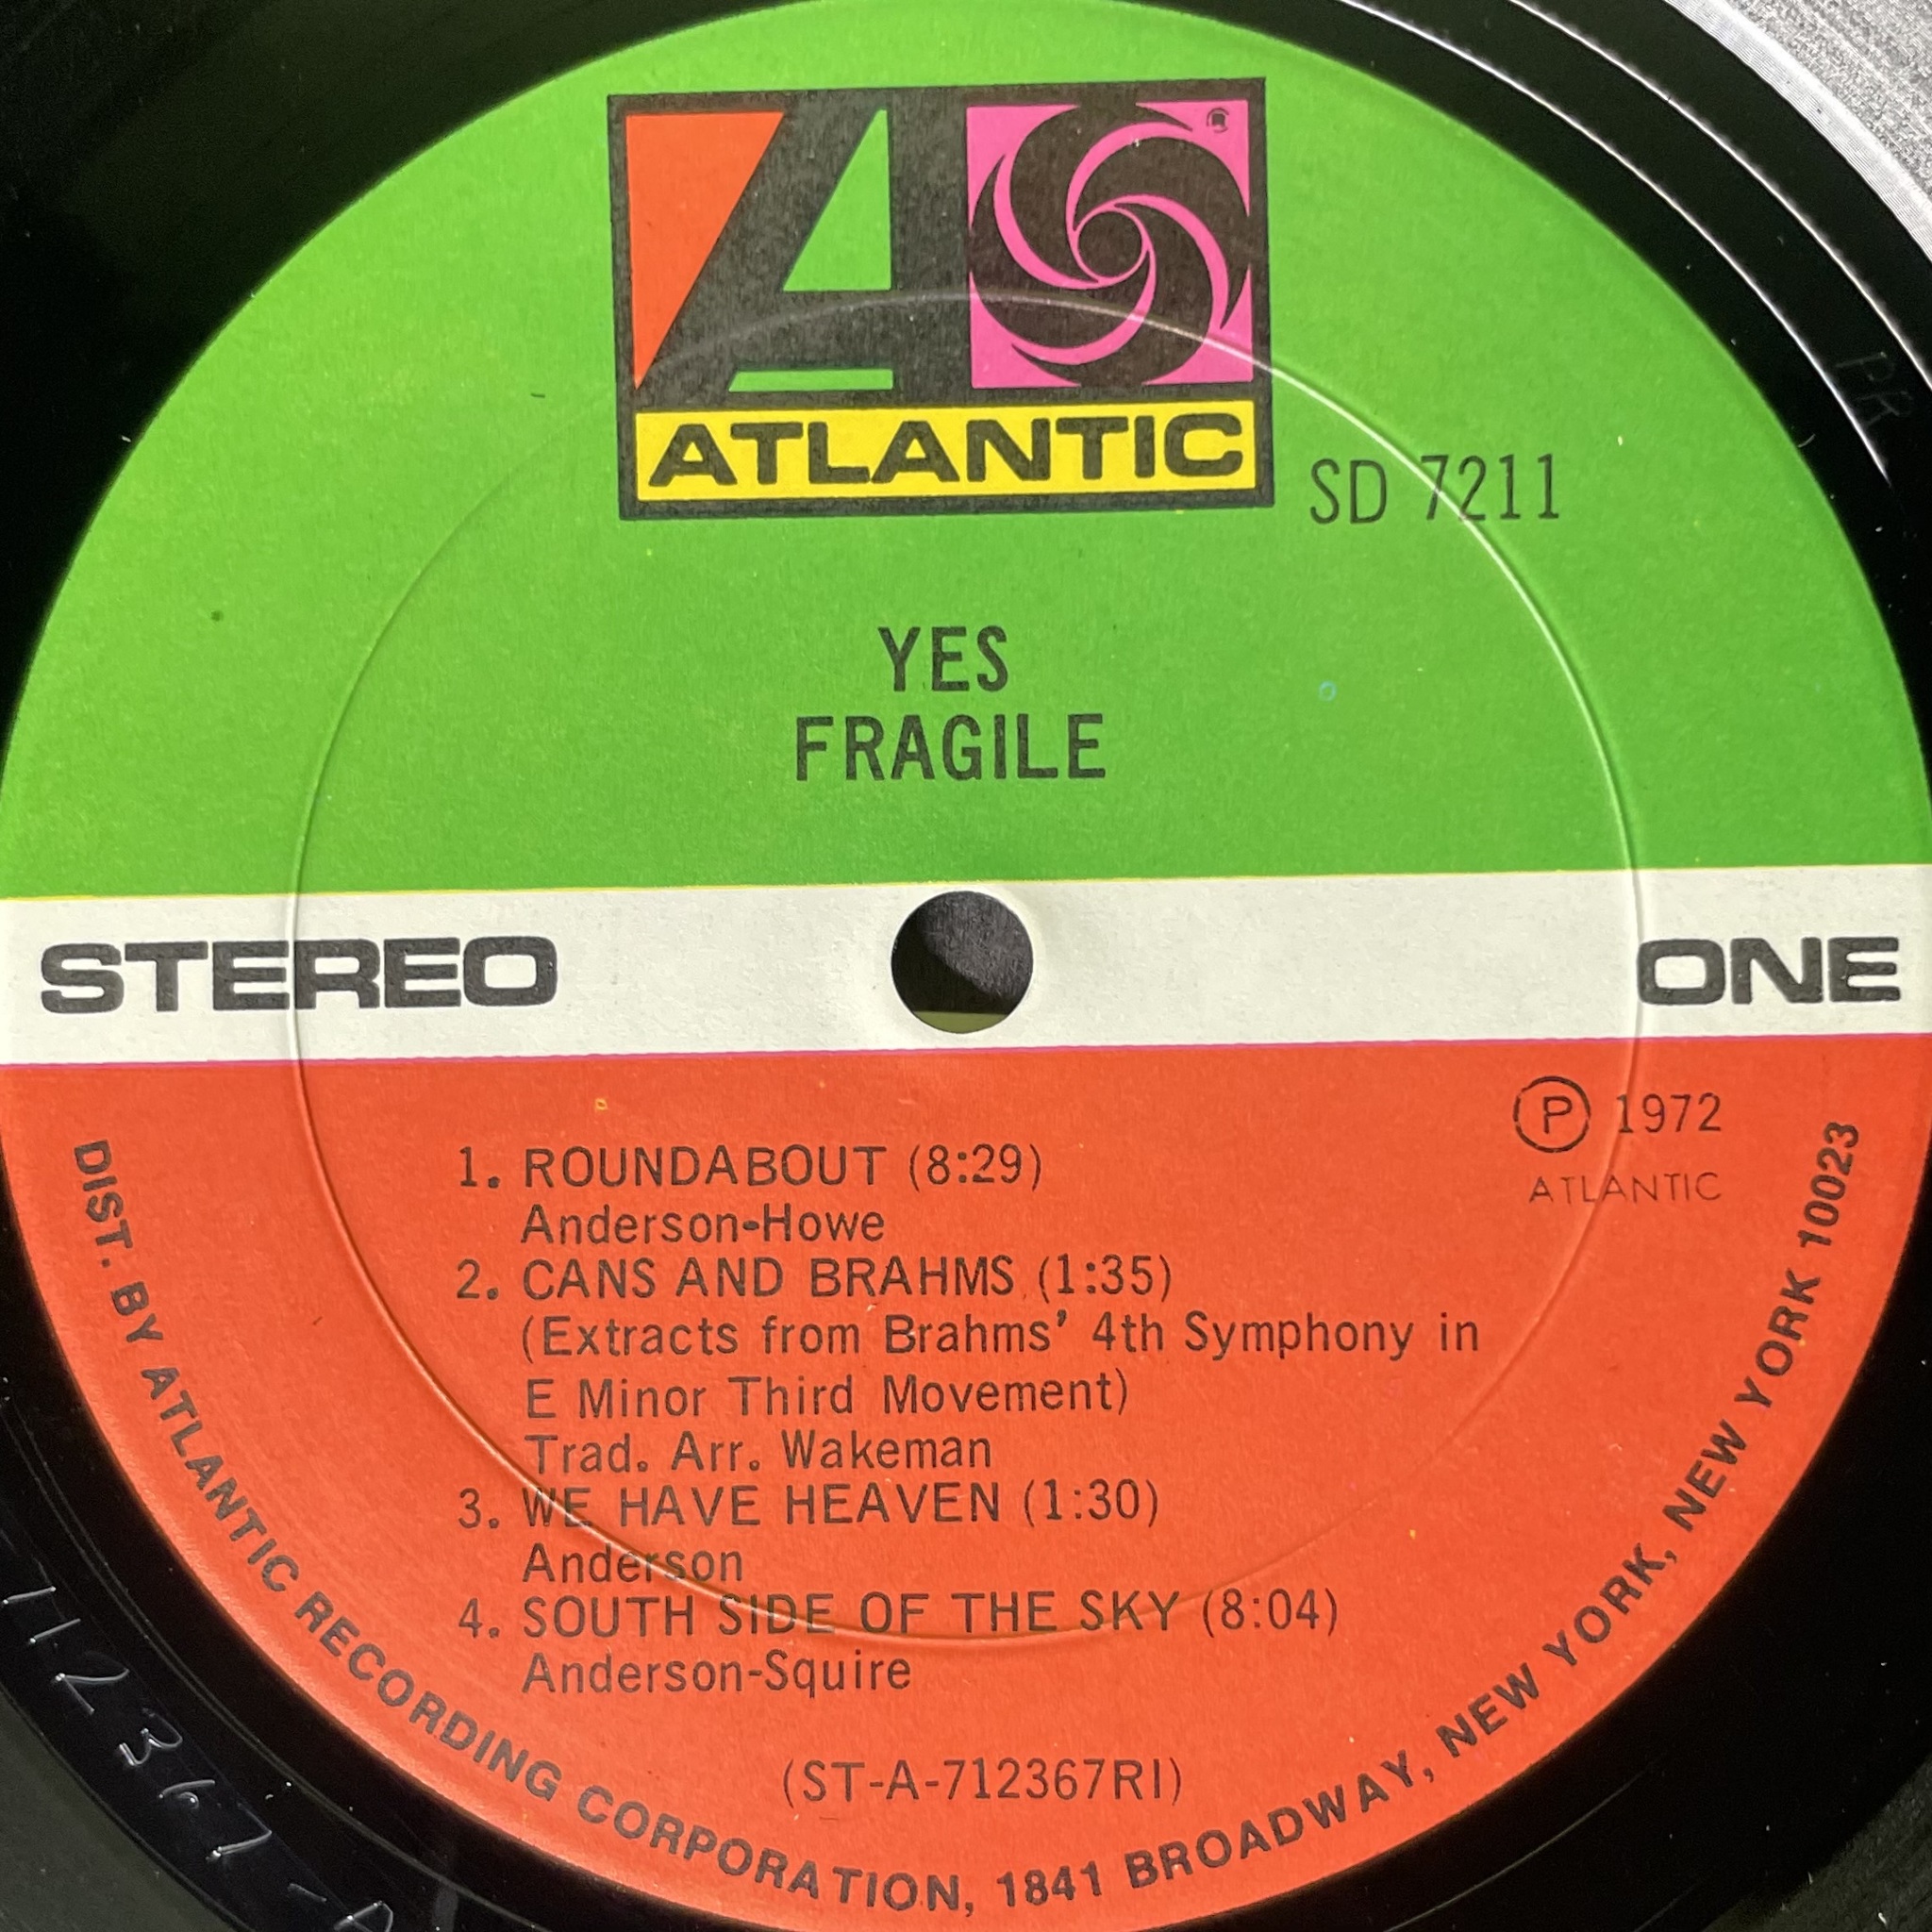 ATLANTIC
SD 7211
YES
FRAGILE
STEREO
ONE
Ⓟ 1972
ATLANTIC
1. ROUNDABOUT (8:29)
Anderson-Howe
2. CANS AND BRAHMS (1:35)
(Extracts from Brahms' 4th Symphony in
E Minor Third Movement)
Trad. Arr. Wakeman
3. WE HAVE HEAVEN (1:30)
Anderson
4. SOUTH SIDE OF THE SKY (8:04)
Anderson-Squire
(ST-A-712367RI)
DIST. BY ATLANTIC RECORDING CORPORATION, 1841 BROADWAY, NEW YORK, NEW YORK 10023
PR